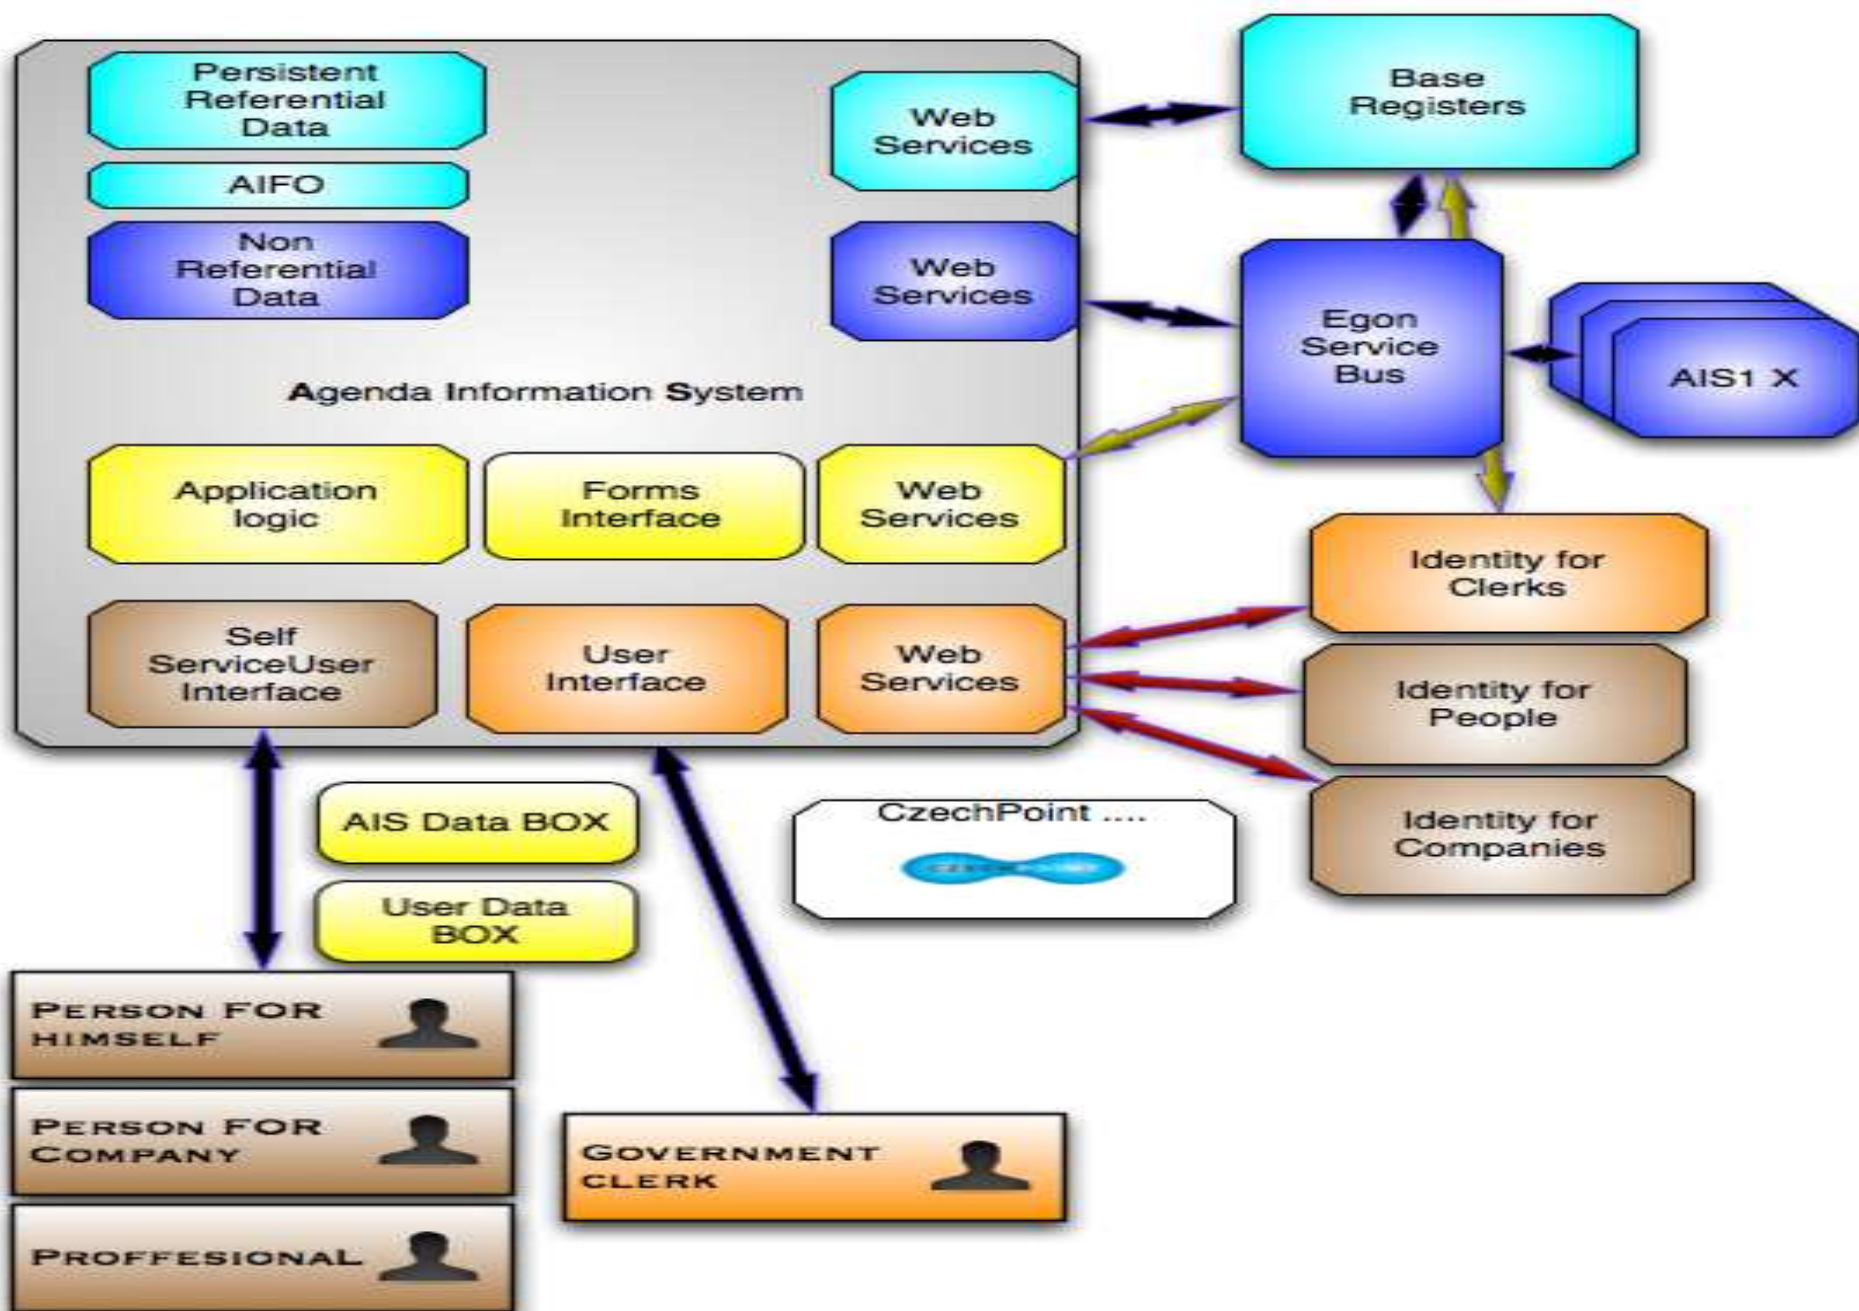 Persistent
Referential
Data
AIFO
Non
Referential
Data
Web
Services
Web
Services
Base
Registers
Egon
Service
Bus
AIS1 X
Agenda Information System
Application
logic
Forms
Interface
Web
Services
Self
ServiceUser
Interface
User
Interface
Web
Services
Identity for
Clerks
Identity for
People
Identity for
Companies
AIS Data BOX
User Data
BOX
CzechPoint ....
PERSON FOR
HIMSELF
PERSON FOR
COMPANY
PROFFESIONAL
GOVERNMENT
CLERK